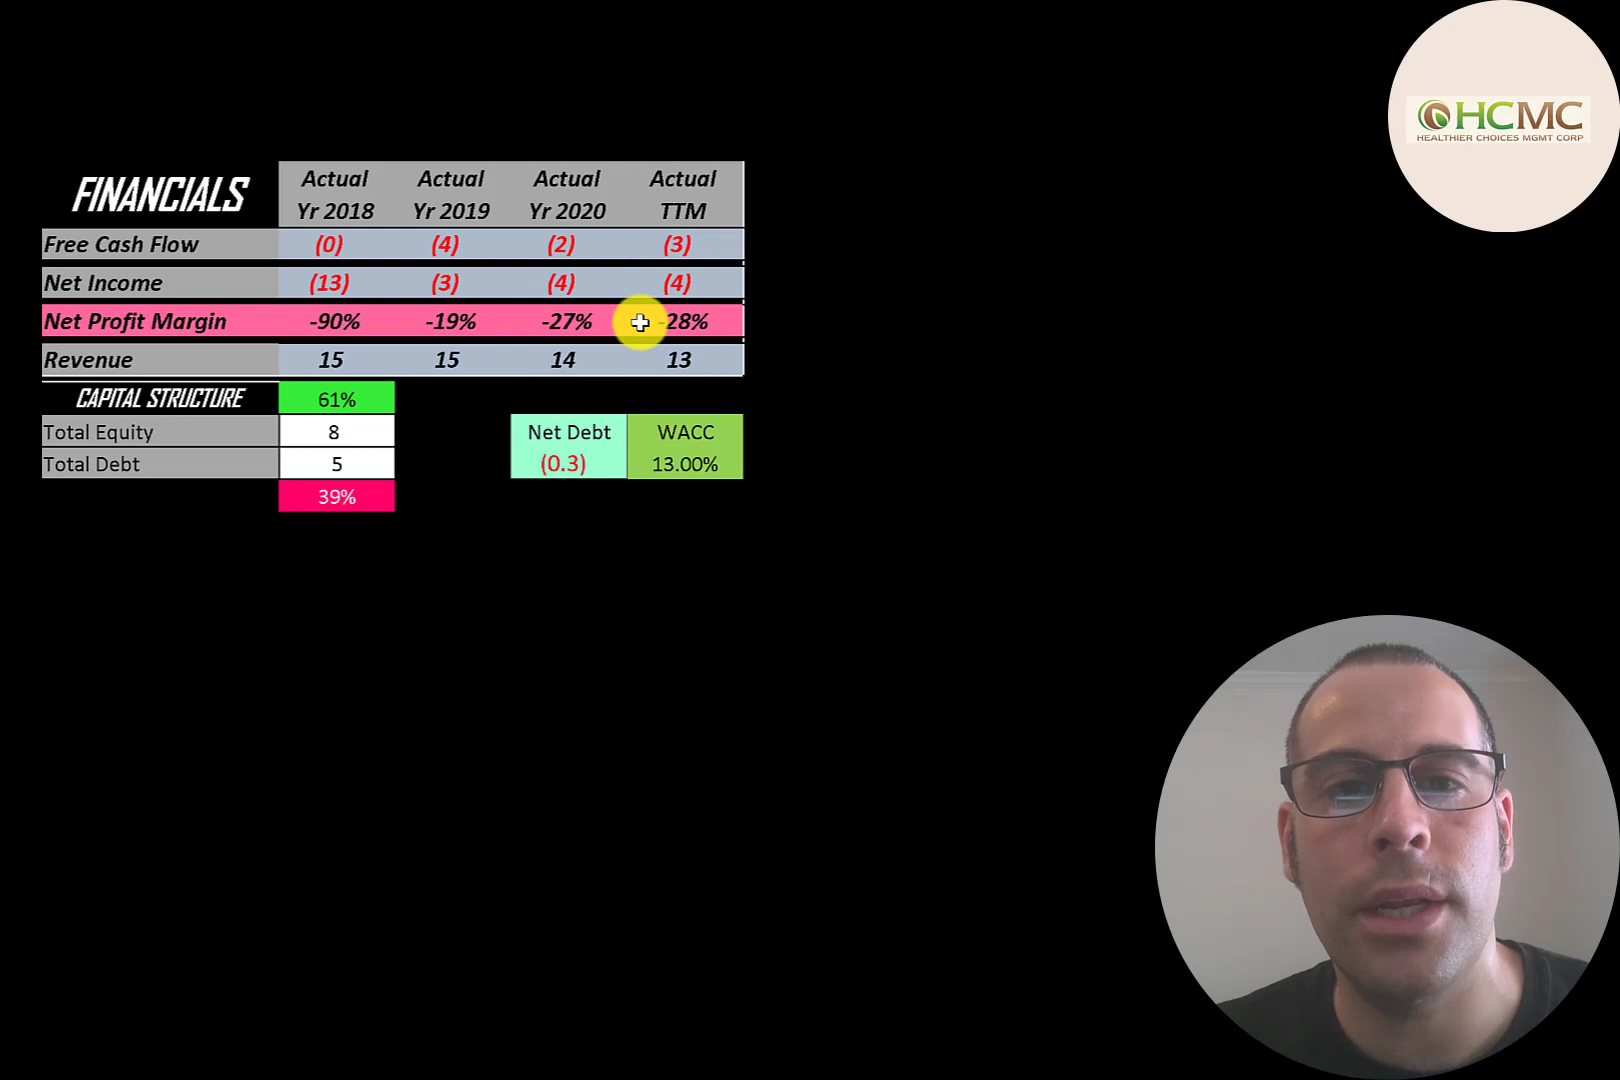 HCMC
HEALTHIER CHOICES MGMT CORP
FINANCIALS Actual Yr 2018 Actual Yr 2019 Actual Yr 2020 Actual TTM
Free Cash Flow (0) (4) (2) (3)
Net Income (13) (3) (4) (4)
Net Profit Margin -90% -19% -27% -28%
Revenue 15 15 14 13
CAPITAL STRUCTURE 61%
Total Equity 8 Net Debt WACC
Total Debt 5 (0.3) 13.00%
39%